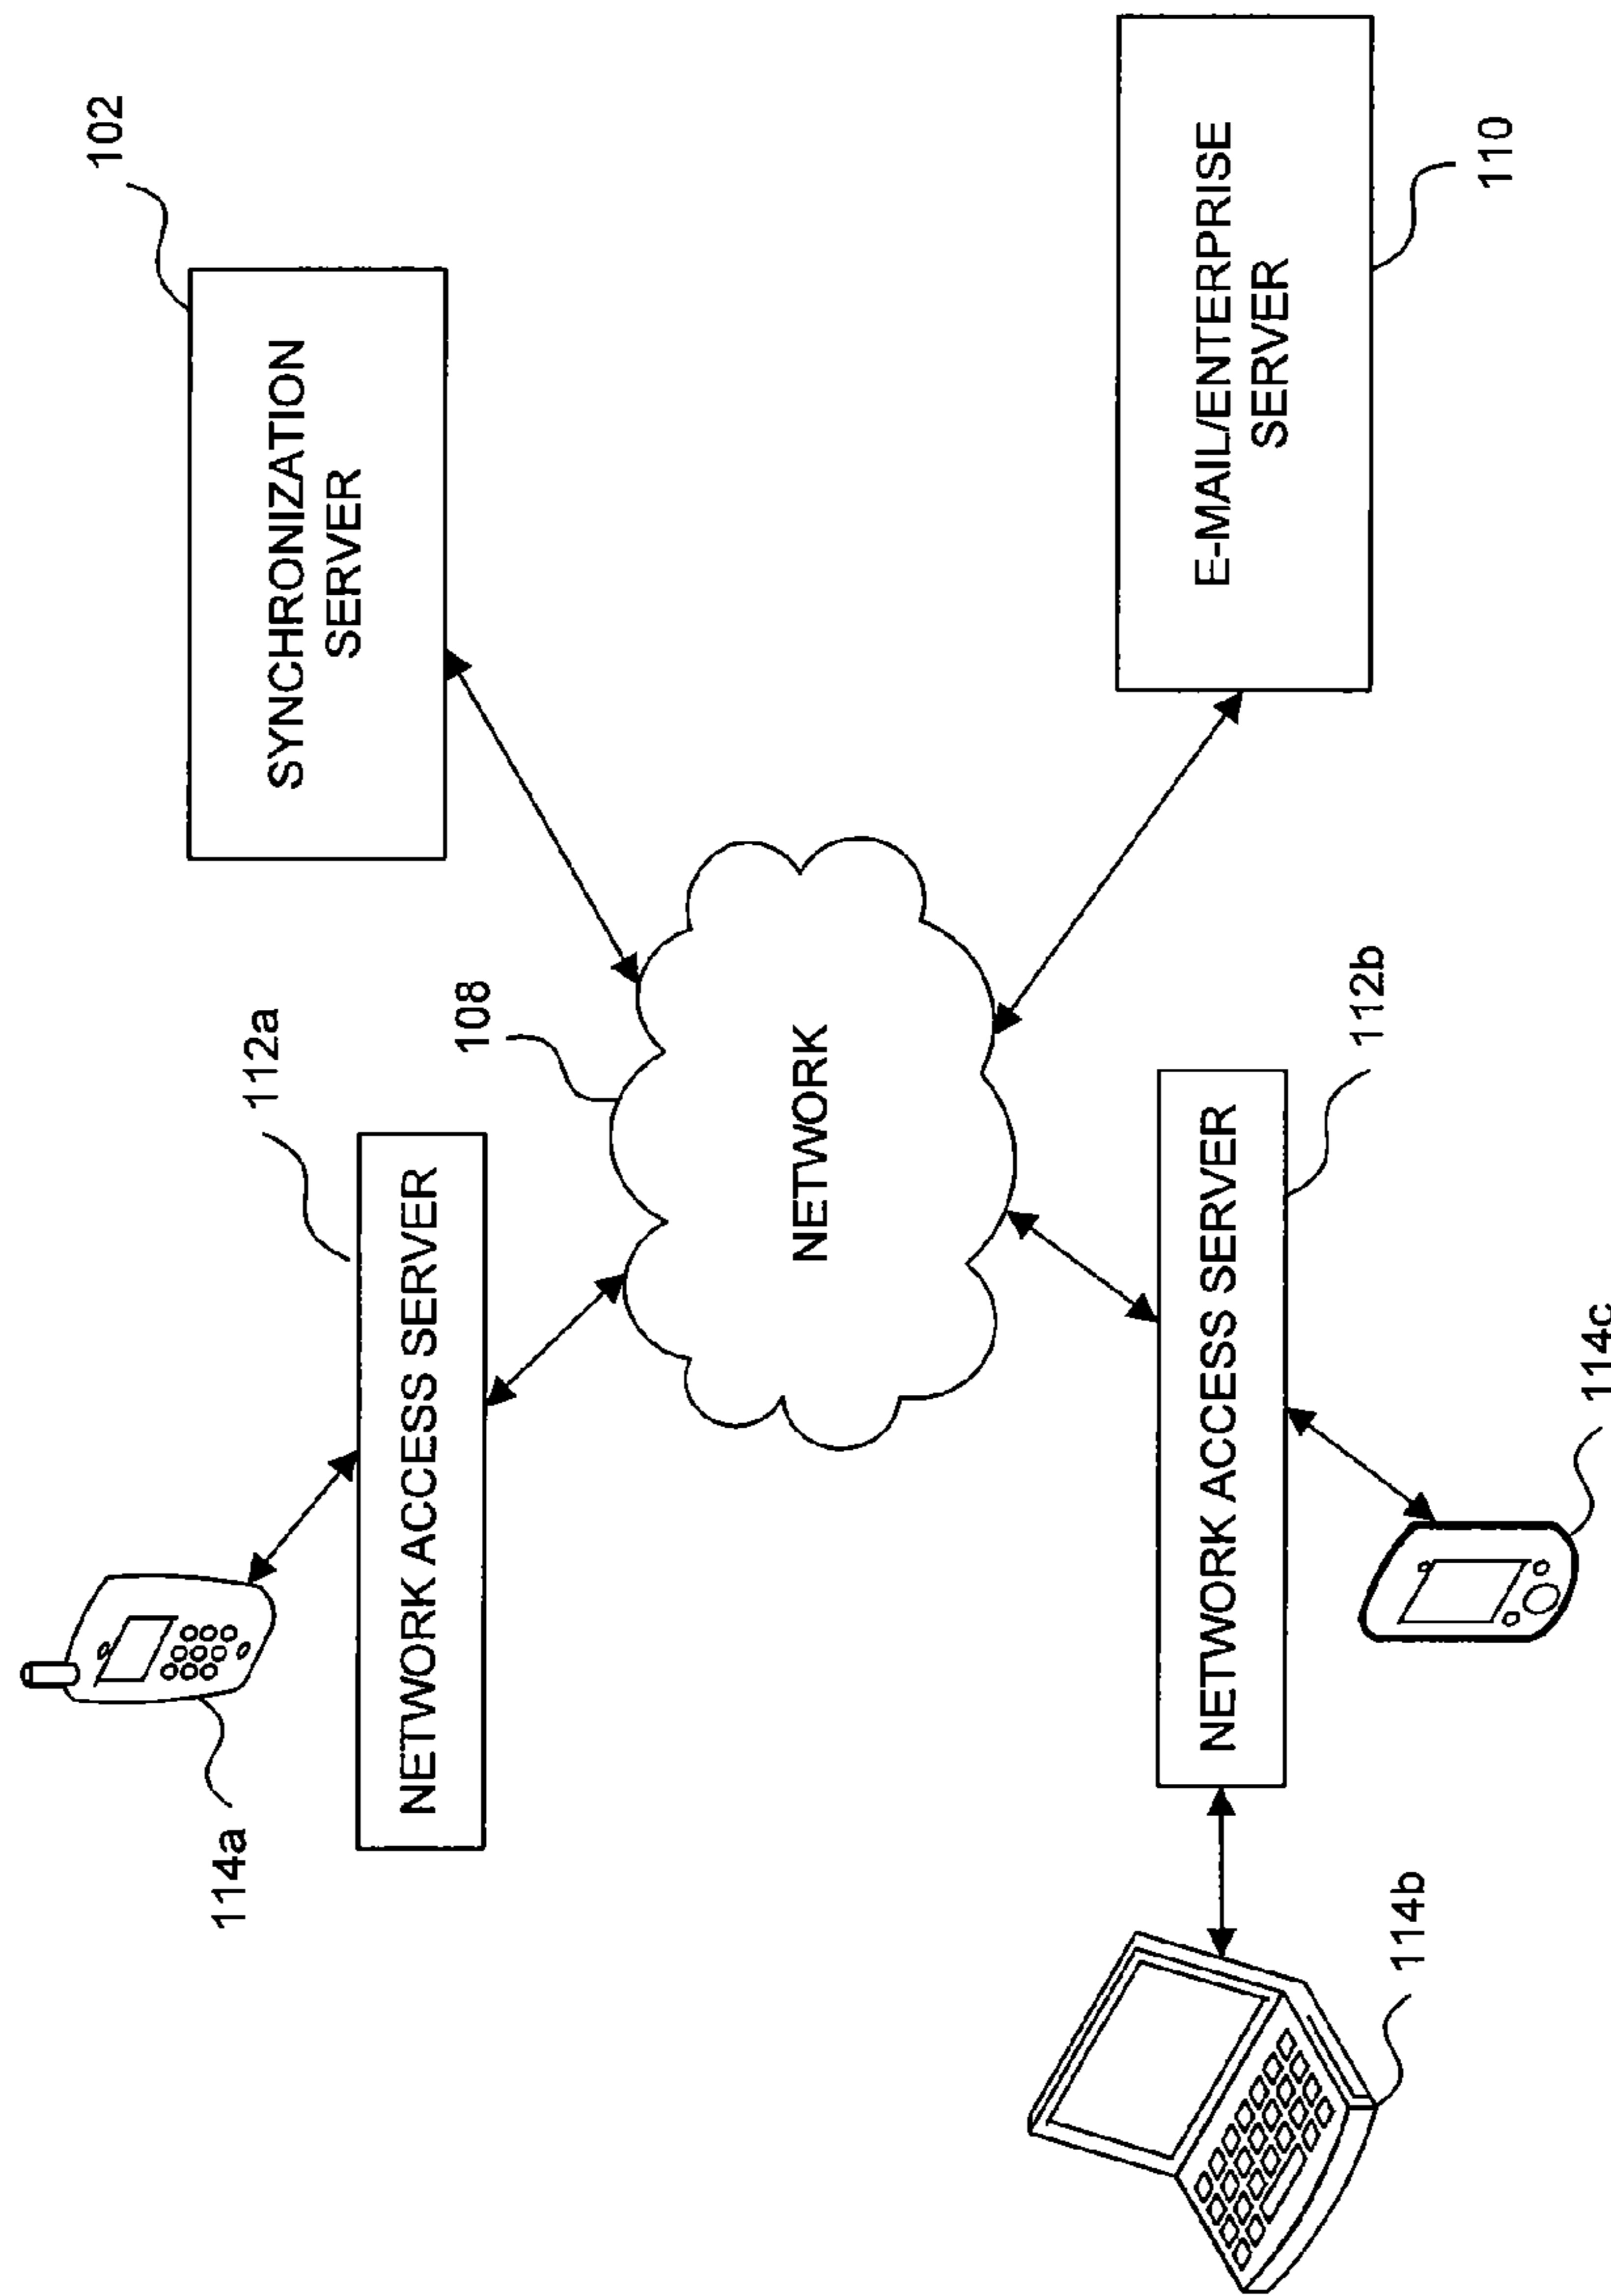 102
SYNCHRONIZATION
SERVER
112a
108
114a
NETWORK ACCESS SERVER
NETWORK
E-MAIL/ENTERPRISE
SERVER
110
112b
NETWORK ACCESS SERVER
114b
114c